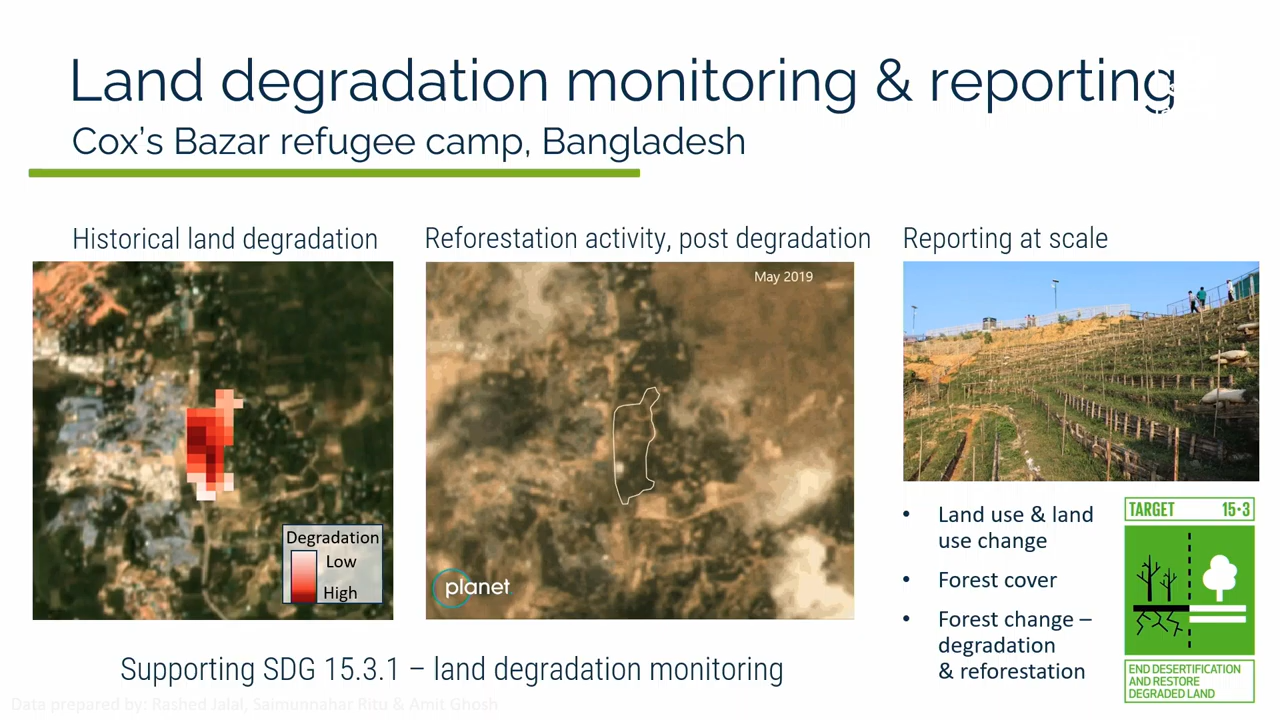 Land degradation monitoring & reporting
Cox's Bazar refugee camp, Bangladesh
Historical land degradation
Degradation
Low
High
Reforestation activity, post degradation
May 2019
planet
Reporting at scale
• Land use & land
use change
• Forest cover
• Forest change –
degradation
& reforestation
TARGET 15·3
END DESERTIFICATION
AND RESTORE
DEGRADED LAND
Supporting SDG 15.3.1 – land degradation monitoring
Data prepared by: Rashed Jalal, Saimunnahar Ritu & Amit Ghosh